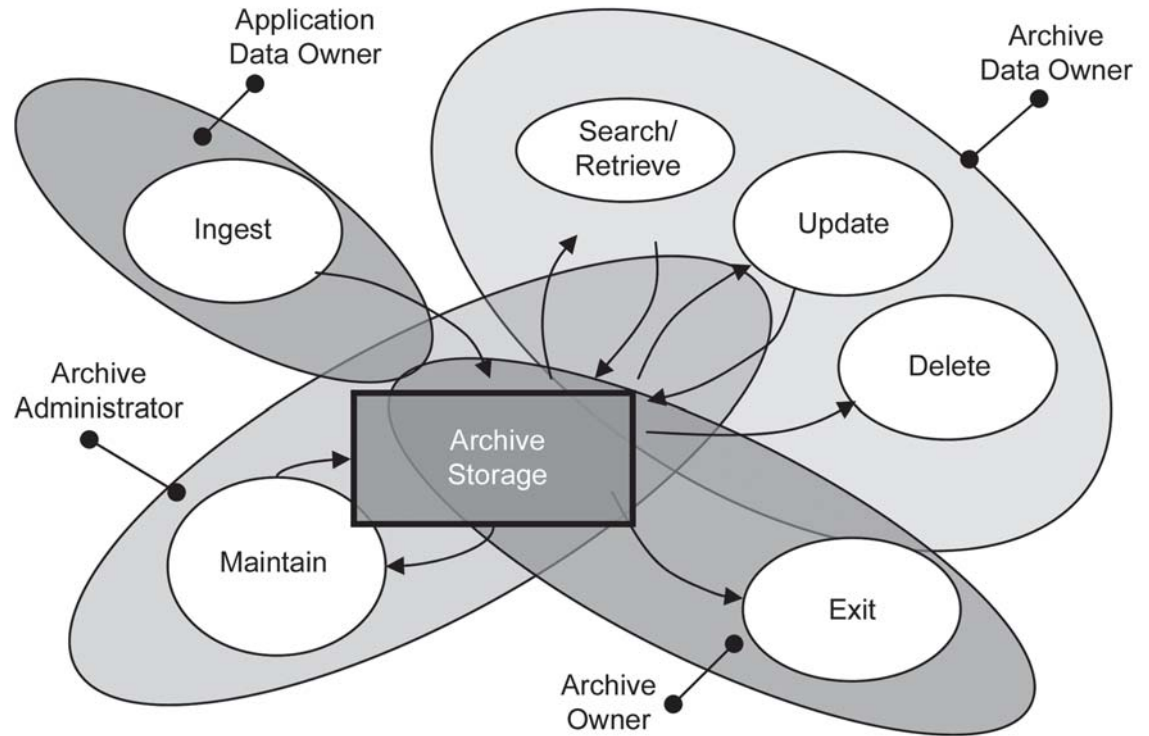 Application
Data Owner
Archive
Data Owner
Search/
Retrieve
Update
Ingest
Delete
Archive
Administrator
Archive
Storage
Maintain
Exit
Archive
Owner